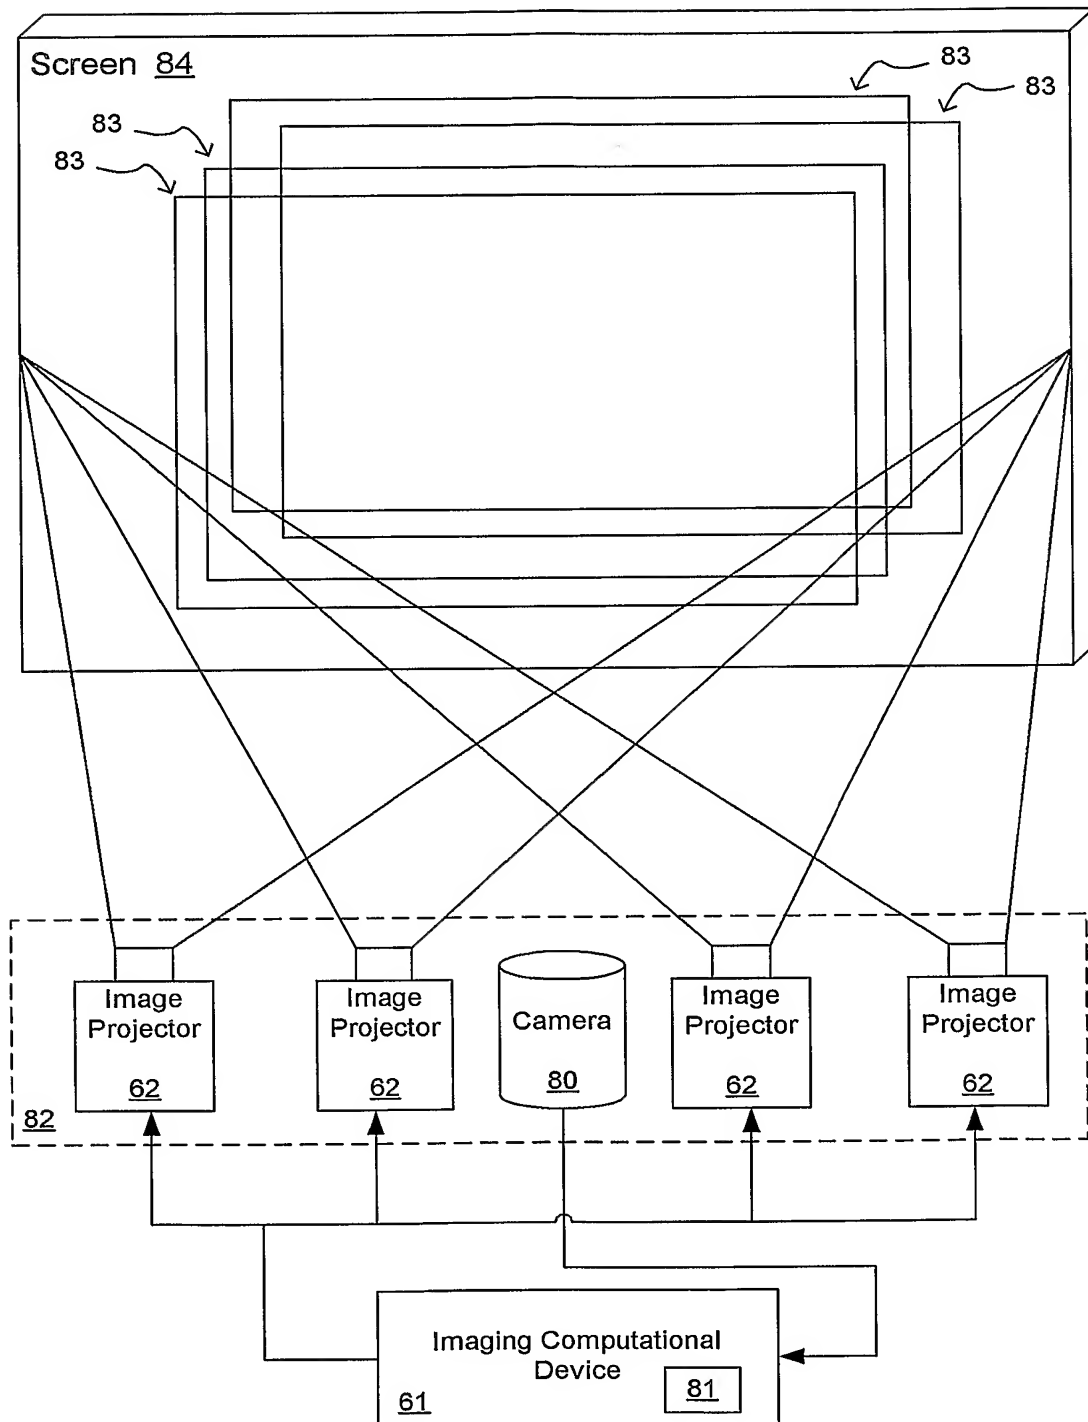 Screen 84
83
83
83
83
Image
Projector
62
Image
Projector
62
Camera
80
Image
Projector
62
Image
Projector
62
82
Imaging Computational
Device
61
81